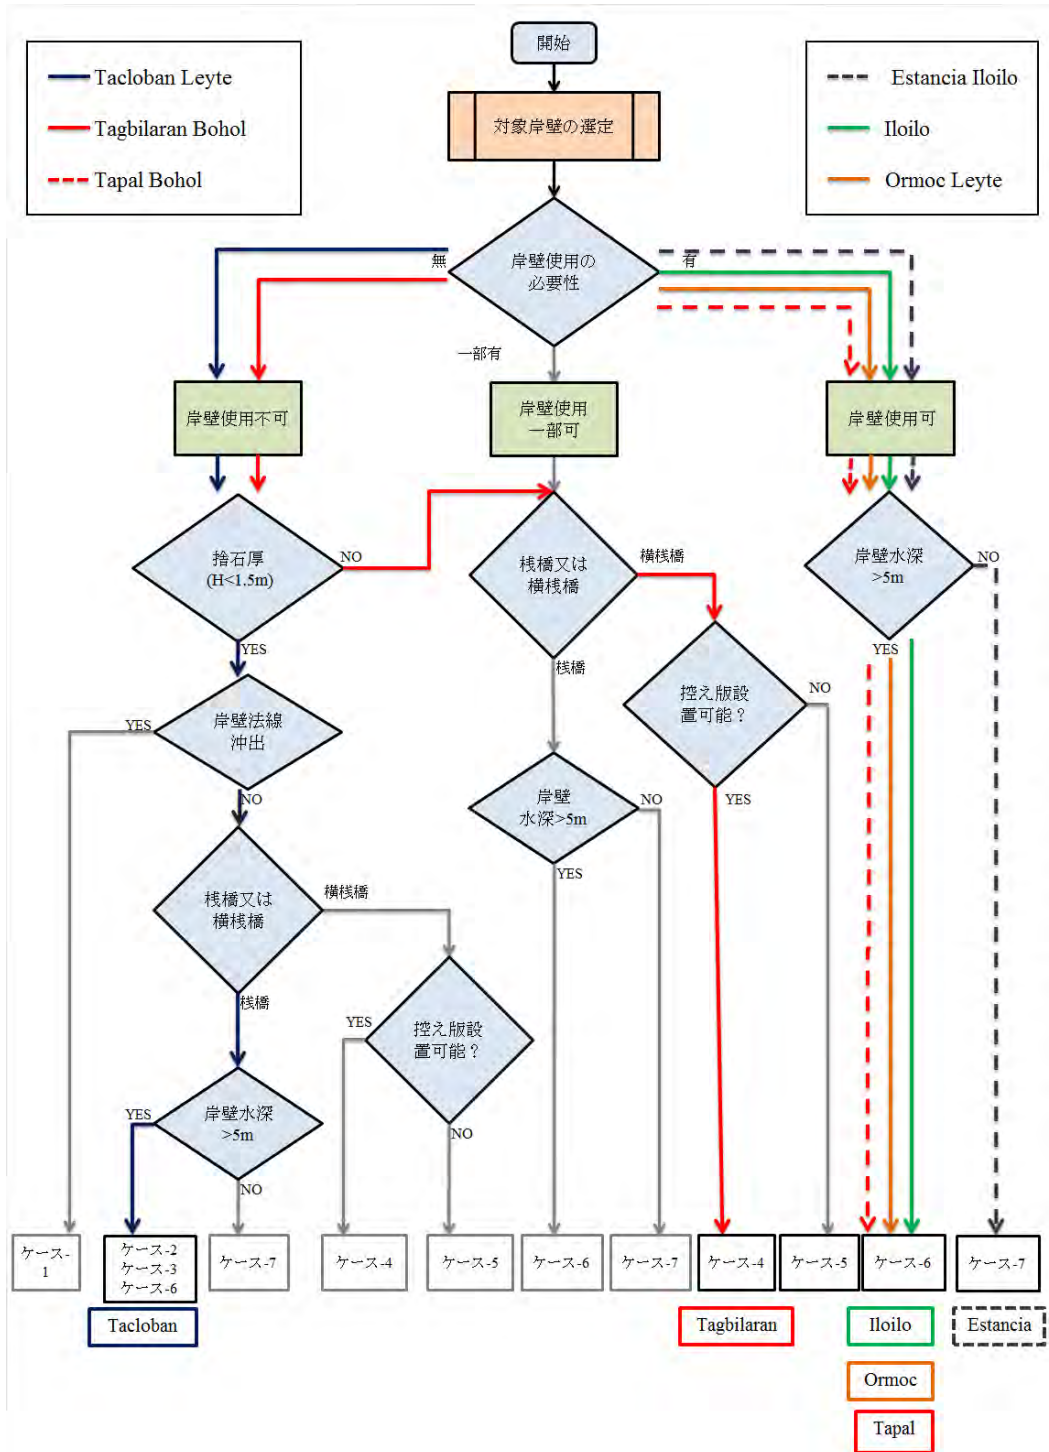 開始
Tacloban Leyte
Tagbilaran Bohol
Tapal Bohol
Estancia Iloilo
Iloilo
Ormoc Leyte
対象岸壁の選定
岸壁使用の
必要性
無
有
一部有
岸壁使用不可
岸壁使用
一部可
岸壁使用可
捨石厚
(H<1.5m)
NO
YES
桟橋又は
横桟橋
横桟橋
桟橋
岸壁水深
>5m
NO
YES
岸壁法線
沖出
YES
NO
控え版設
置可能？
NO
YES
岸壁
水深>5m
NO
YES
桟橋又は
横桟橋
横桟橋
桟橋
控え版設
置可能？
YES
NO
岸壁水深
>5m
YES
NO
ケース-
1
ケース-2
ケース-3
ケース-6
ケース-7
ケース-4
ケース-5
ケース-6
ケース-7
ケース-4
ケース-5
ケース-6
ケース-7
Tacloban
Tagbilaran
Iloilo
Estancia
Ormoc
Tapal